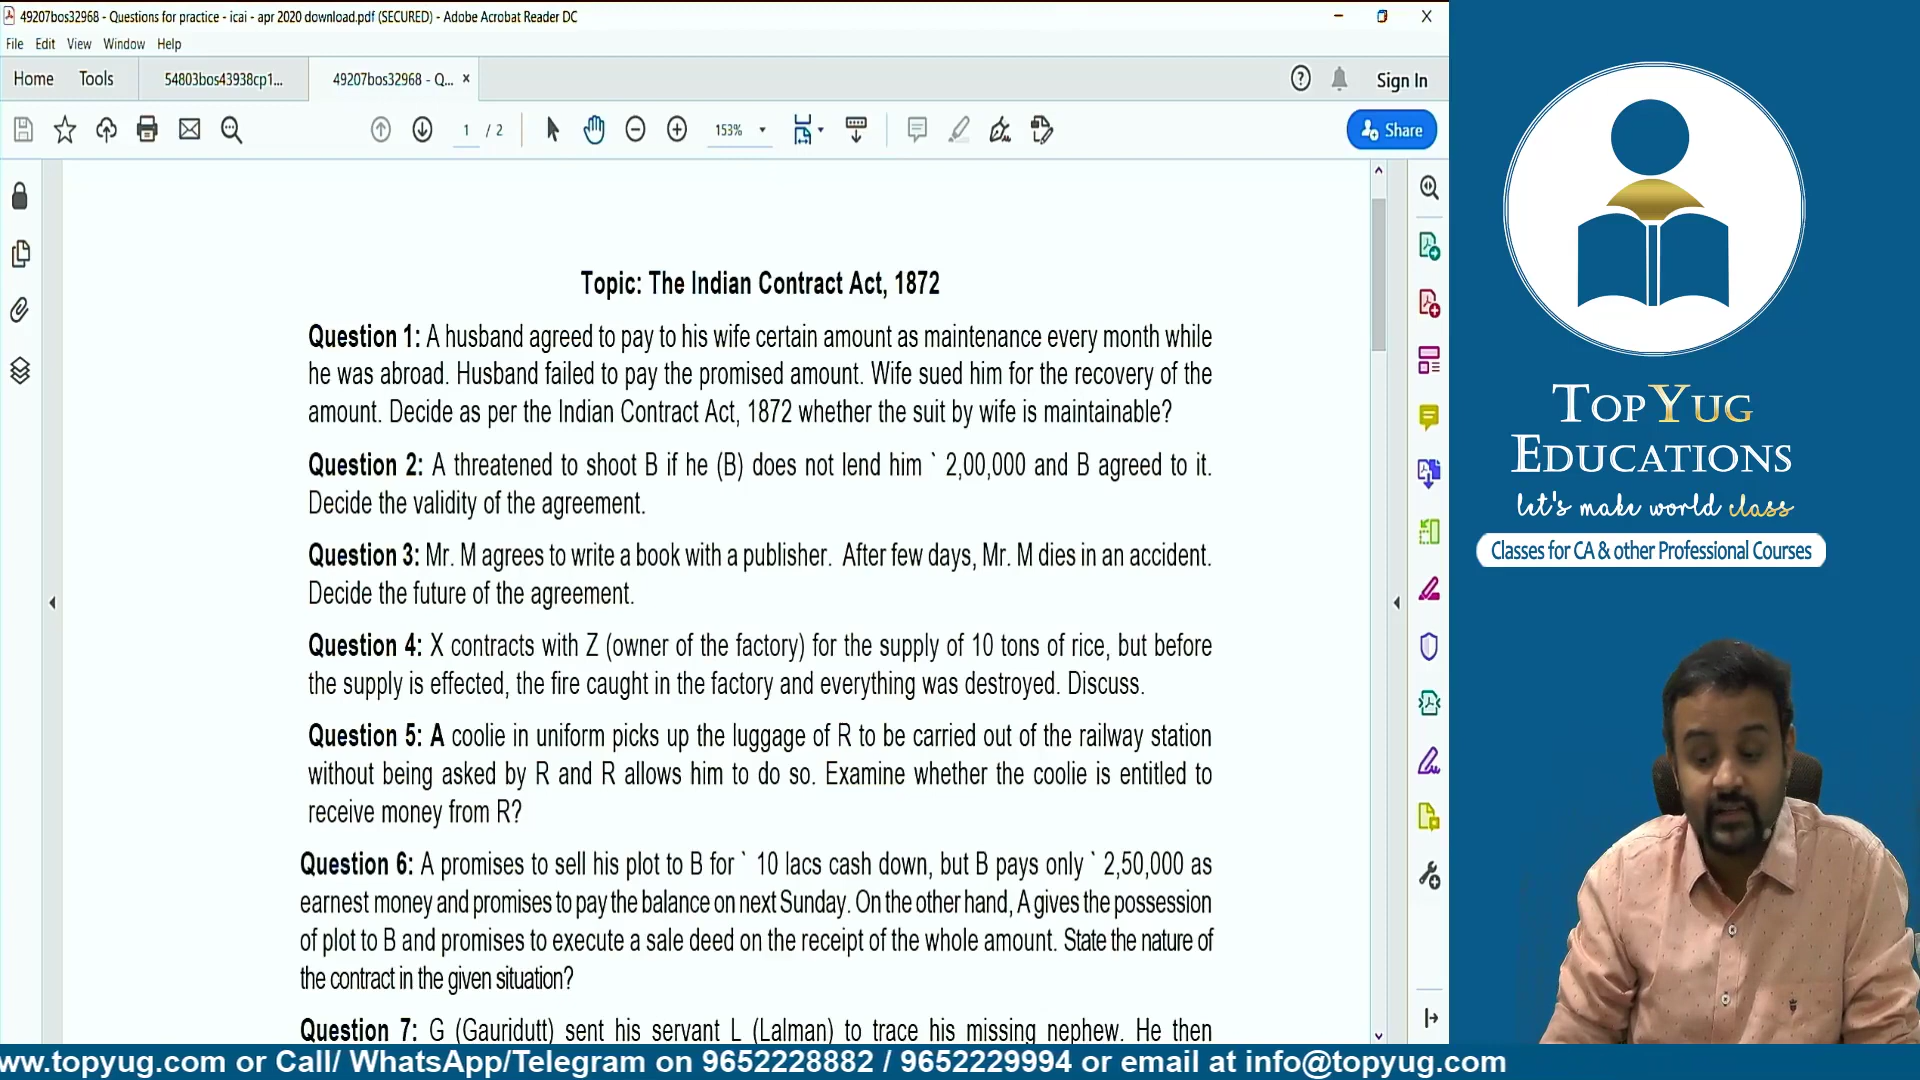 49207bos32968 - Questions for practice - icai - apr 2020 download.pdf (SECURED) - Adobe Acrobat Reader DC
File Edit View Window Help
Home Tools 54803bos43938cp1... 49207bos32968 - Q... × Sign In
1 / 2 153% Share
Topic: The Indian Contract Act, 1872
Question 1: A husband agreed to pay to his wife certain amount as maintenance every month while
he was abroad. Husband failed to pay the promised amount. Wife sued him for the recovery of the
amount. Decide as per the Indian Contract Act, 1872 whether the suit by wife is maintainable?
Question 2: A threatened to shoot B if he (B) does not lend him ` 2,00,000 and B agreed to it.
Decide the validity of the agreement.
Question 3: Mr. M agrees to write a book with a publisher. After few days, Mr. M dies in an accident.
Decide the future of the agreement.
Question 4: X contracts with Z (owner of the factory) for the supply of 10 tons of rice, but before
the supply is effected, the fire caught in the factory and everything was destroyed. Discuss.
Question 5: A coolie in uniform picks up the luggage of R to be carried out of the railway station
without being asked by R and R allows him to do so. Examine whether the coolie is entitled to
receive money from R?
Question 6: A promises to sell his plot to B for ` 10 lacs cash down, but B pays only ` 2,50,000 as
earnest money and promises to pay the balance on next Sunday. On the other hand, A gives the possession
of plot to B and promises to execute a sale deed on the receipt of the whole amount. State the nature of
the contract in the given situation?
Question 7: G (Gauridutt) sent his servant L (Lalman) to trace his missing nephew. He then
TOPYUG
EDUCATIONS
let's make world class
Classes for CA & other Professional Courses
www.topyug.com or Call/ WhatsApp/Telegram on 9652228882 / 9652229994 or email at info@topyug.com